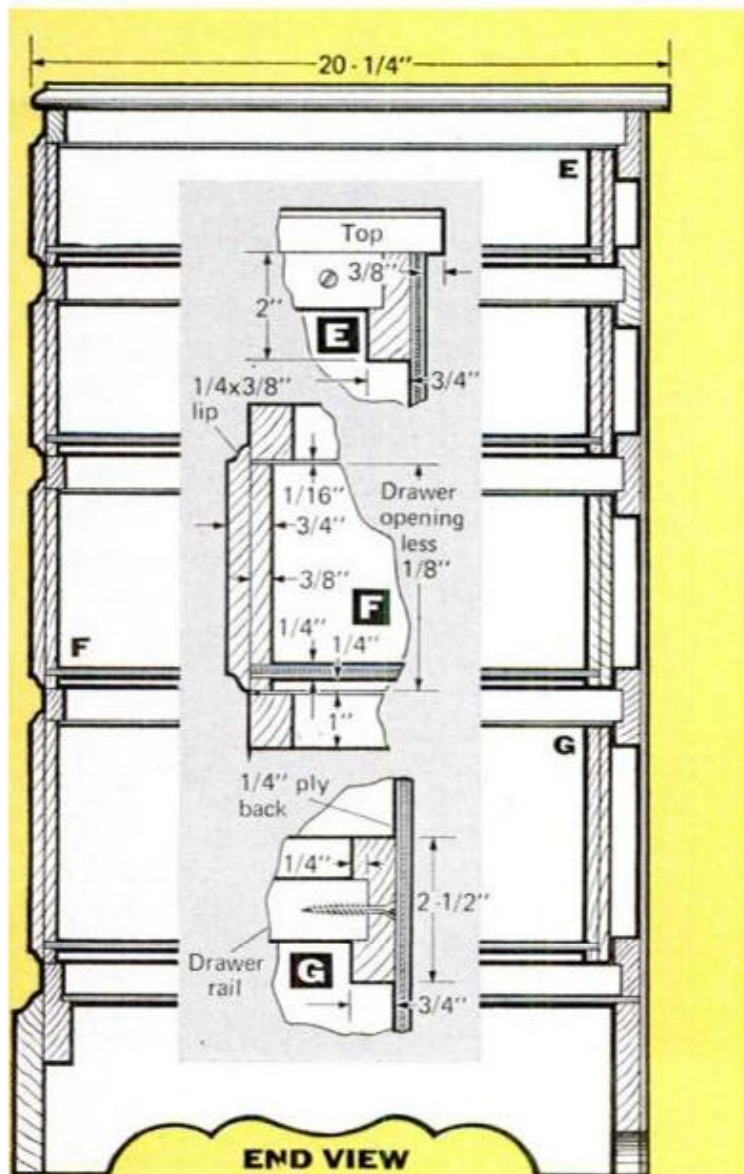 20-1/4"
E
Top
3/8"
2"
E
3/4"
1/4x3/8"
lip
1/16"
Drawer
opening
less
1/8"
3/4"
3/8"
F
1/4"
1/4"
F
1"
G
1/4" ply
back
1/4"
2-1/2"
Drawer
rail
G
3/4"
END VIEW